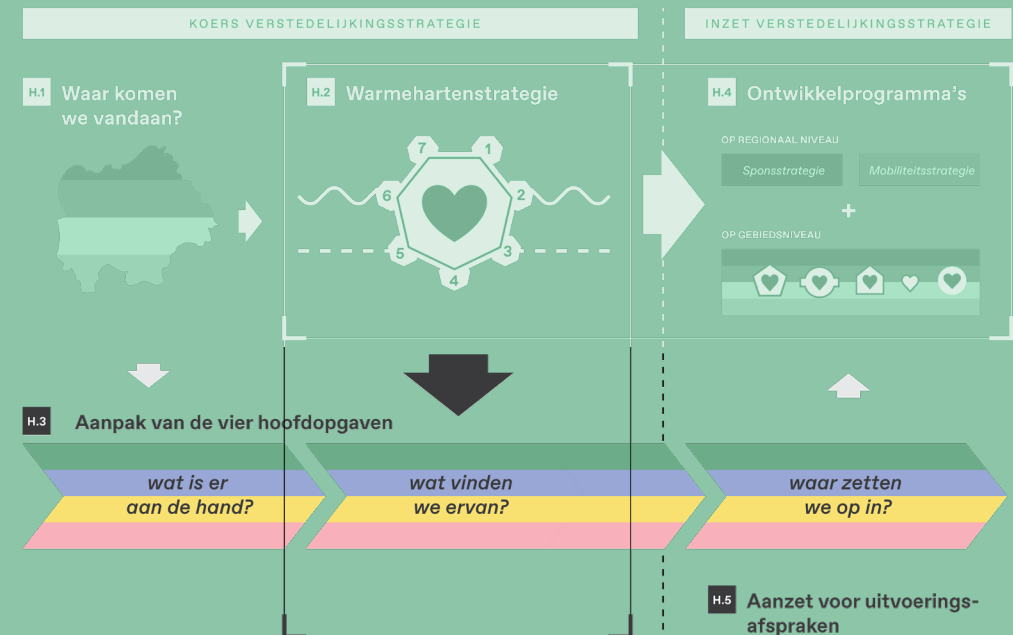 KOERS VERSTEDELIJKINGSSTRATEGIE
INZET VERSTEDELIJKINGSSTRATEGIE
H.1 Waar komen
we vandaan?
H.2 Warmehartenstrategie
7
1
6
2
5
3
4
H.4 Ontwikkelprogramma's
OP REGIONAAL NIVEAU
Sponsstrategie
Mobiliteitsstrategie
+
OP GEBIEDSNIVEAU
H.3 Aanpak van de vier hoofdopgaven
wat is er
aan de hand?
wat vinden
we ervan?
waar zetten
we op in?
H.5 Aanzet voor uitvoerings-
afspraken